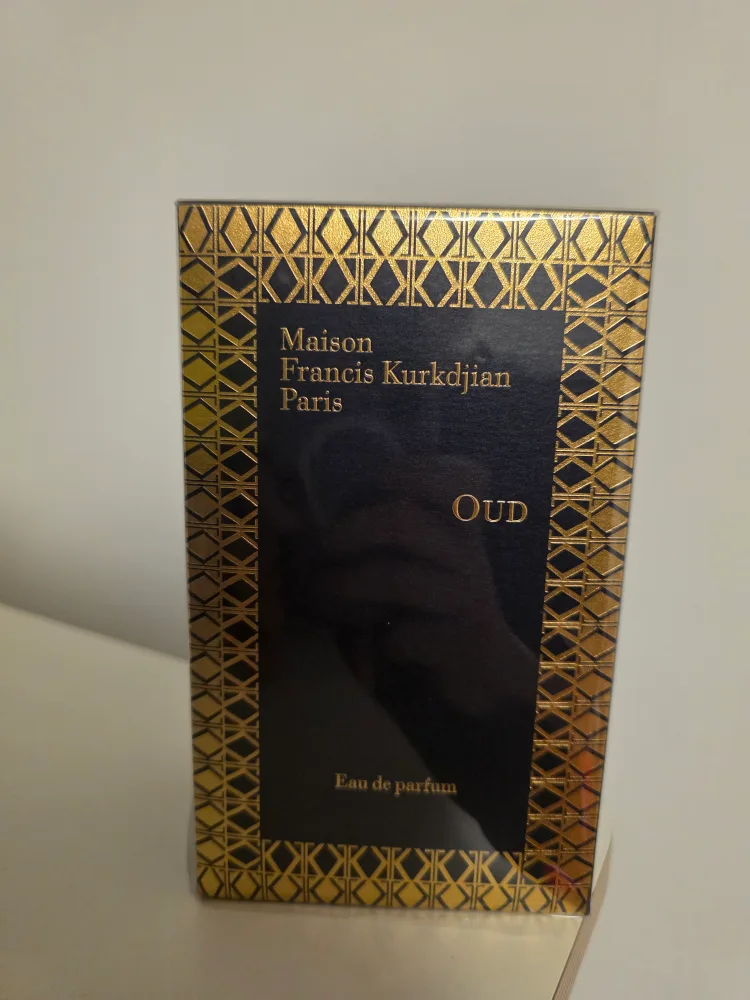 Maison
Francis Kurkdjian
Paris
OUD
Eau de parfum